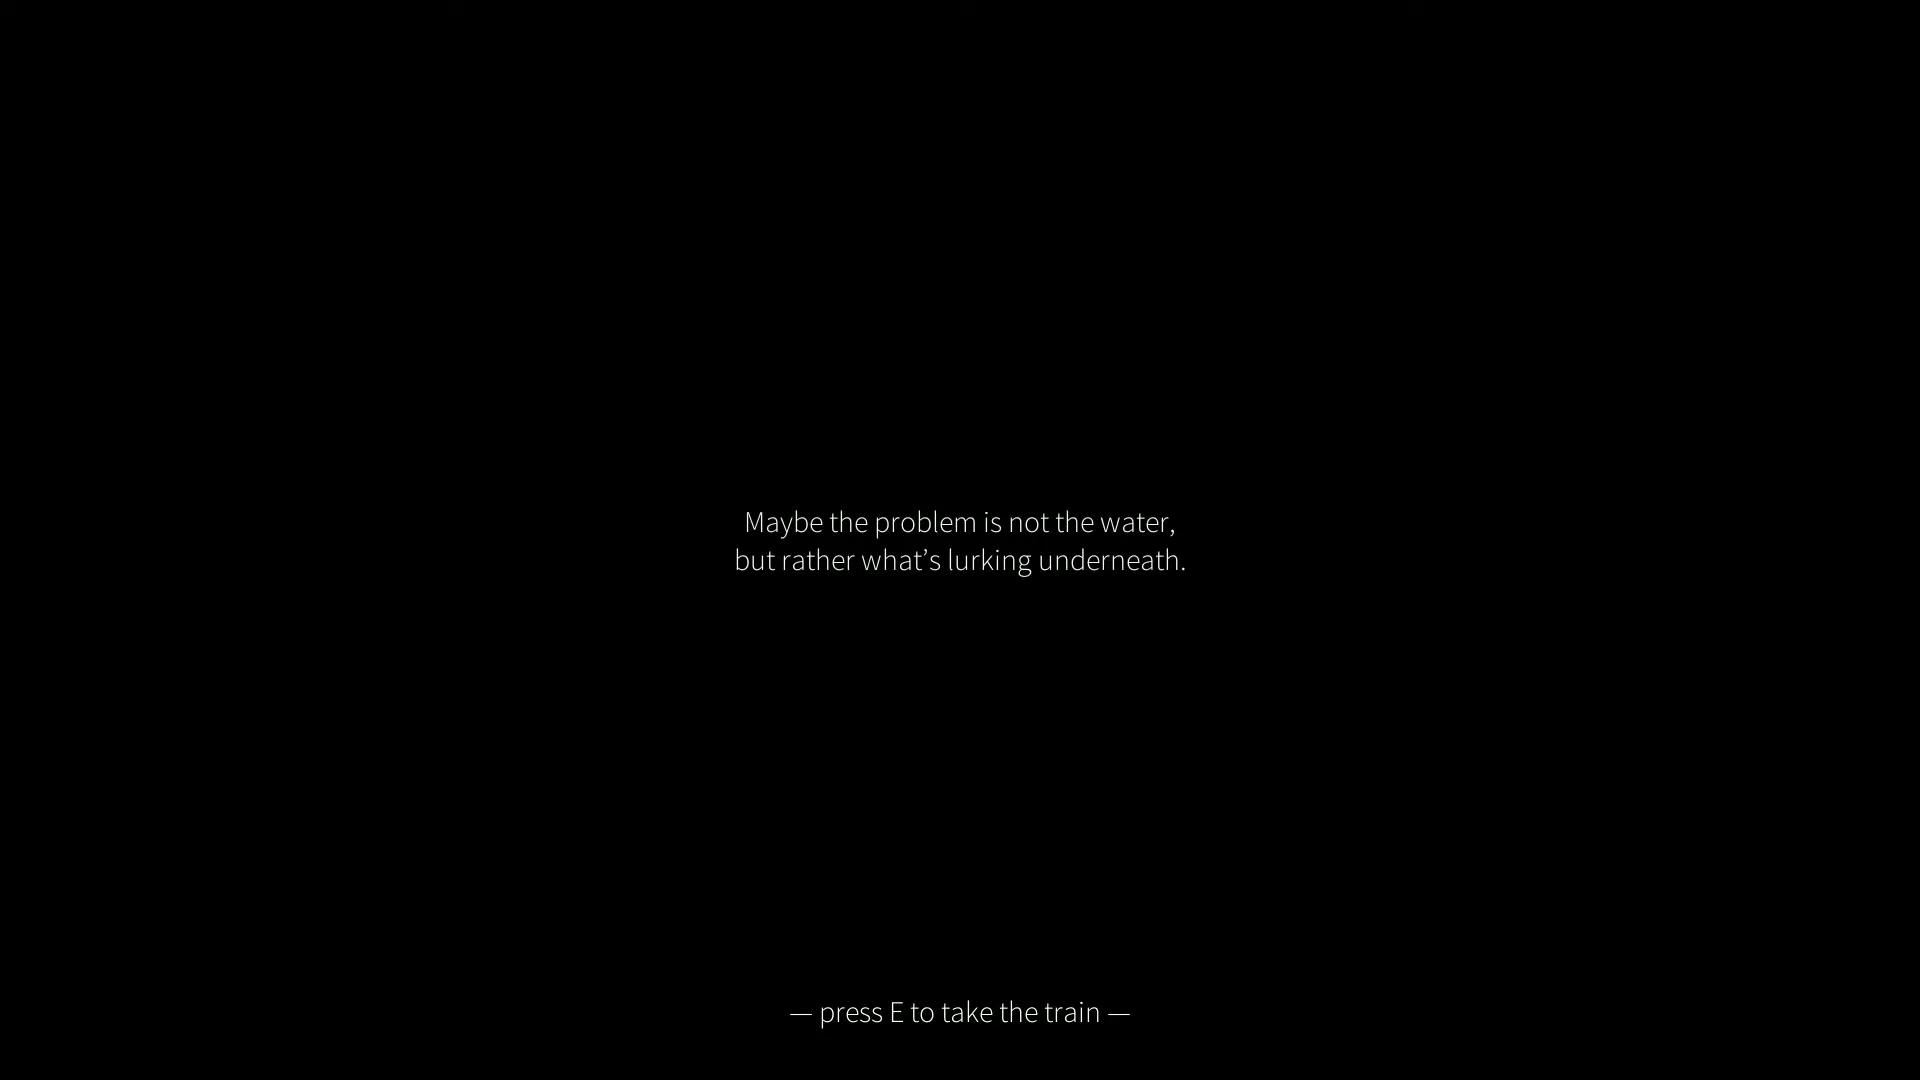 Maybe the problem is not the water,
but rather what’s lurking underneath.
— press E to take the train —